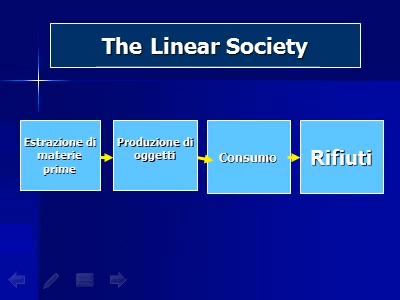 The Linear Society
Estrazione di
materie
prime
Produzione di
oggetti
Consumo
Rifiuti